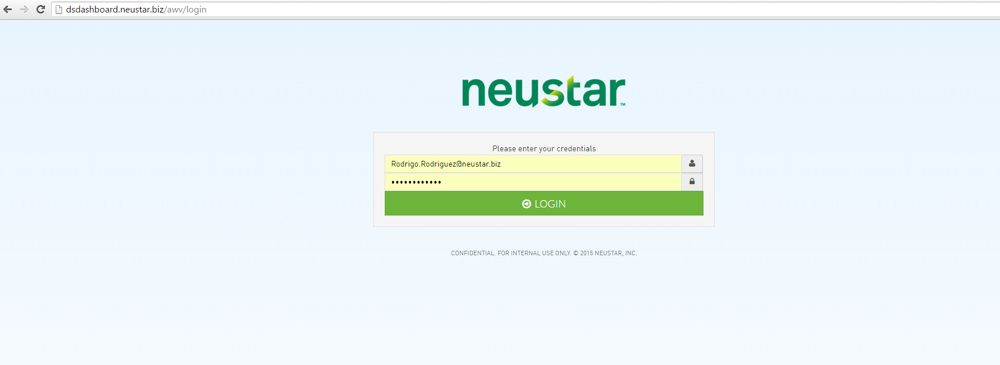 dsdashboard.neustar.biz/awv/login
neustar™
Please enter your credentials
Rodrigo.Rodriguez@neustar.biz
••••••••••••
LOGIN
CONFIDENTIAL. FOR INTERNAL USE ONLY. © 2015 NEUSTAR, INC.